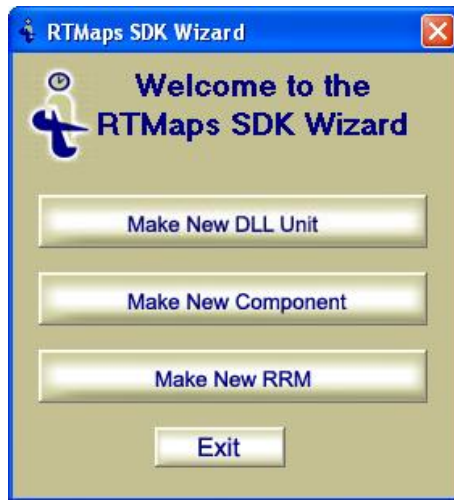 RTMaps SDK Wizard
Welcome to the
RTMaps SDK Wizard
Make New DLL Unit
Make New Component
Make New RRM
Exit